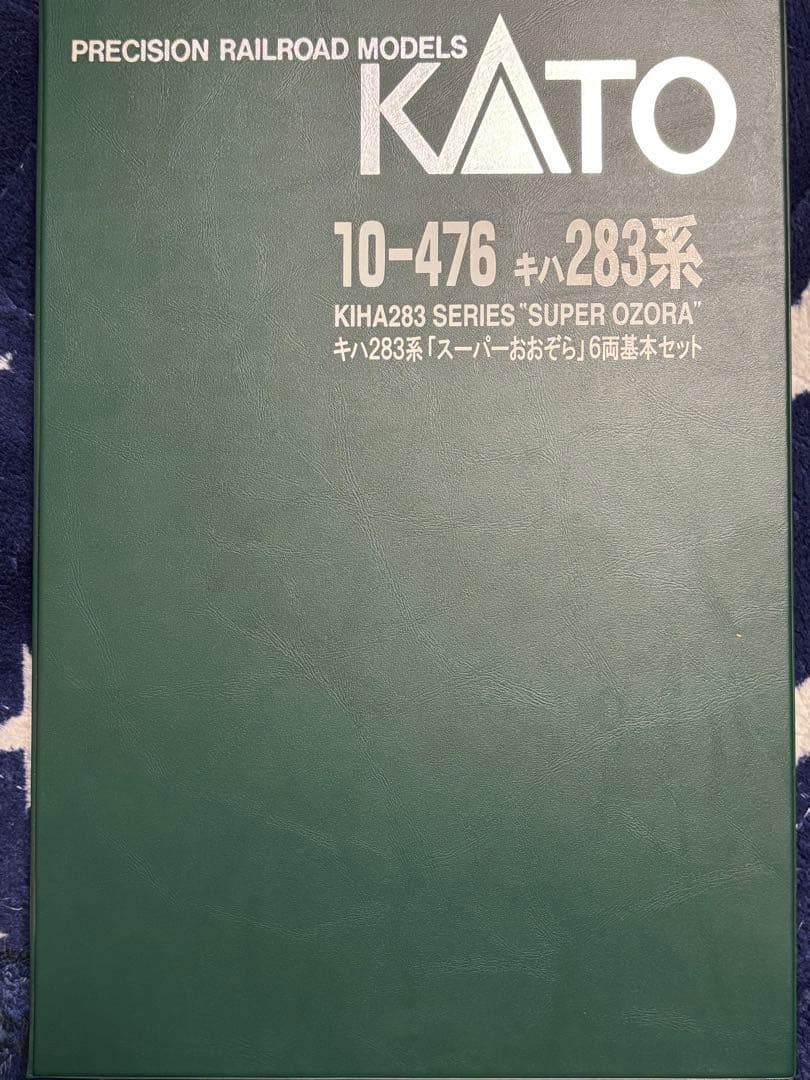 PRECISION RAILROAD MODELS
KATO
10-476 キハ283系
KIHA283 SERIES "SUPER OZORA"
キハ283系「スーパーおおぞら」6両基本セット